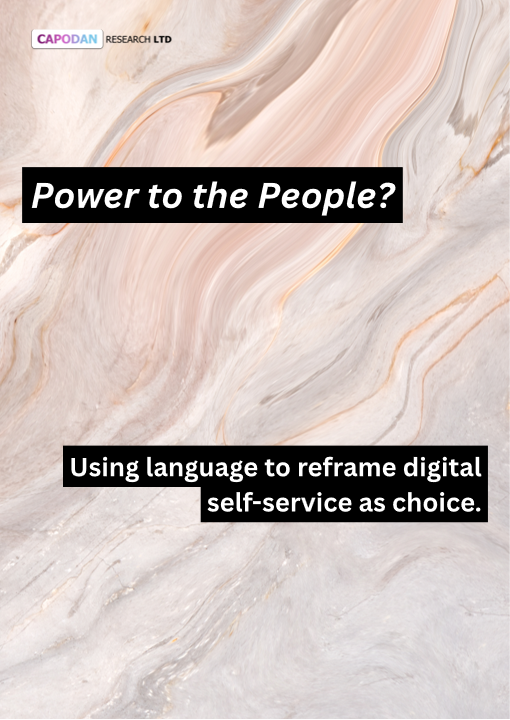 CAPODAN RESEARCH LTD
Power to the People?
Using language to reframe digital
self-service as choice.